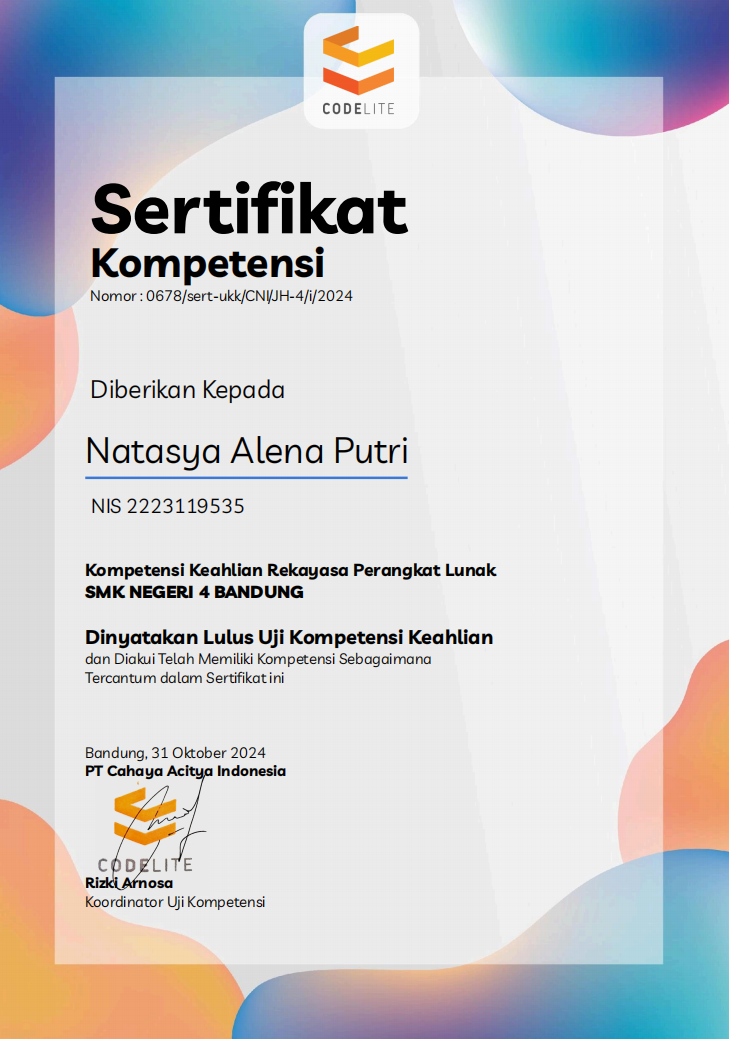 CODELITE
Sertifikat
Kompetensi
Nomor : 0678/sert-ukk/CNI/JH-4/i/2024
Diberikan Kepada
Natasya Alena Putri
NIS 2223119535
Kompetensi Keahlian Rekayasa Perangkat Lunak
SMK NEGERI 4 BANDUNG
Dinyatakan Lulus Uji Kompetensi Keahlian
dan Diakui Telah Memiliki Kompetensi Sebagaimana
Tercantum dalam Sertifikat ini
Bandung, 31 Oktober 2024
PT Cahaya Acitya Indonesia
CODELITE
Rizki Arnosa
Koordinator Uji Kompetensi